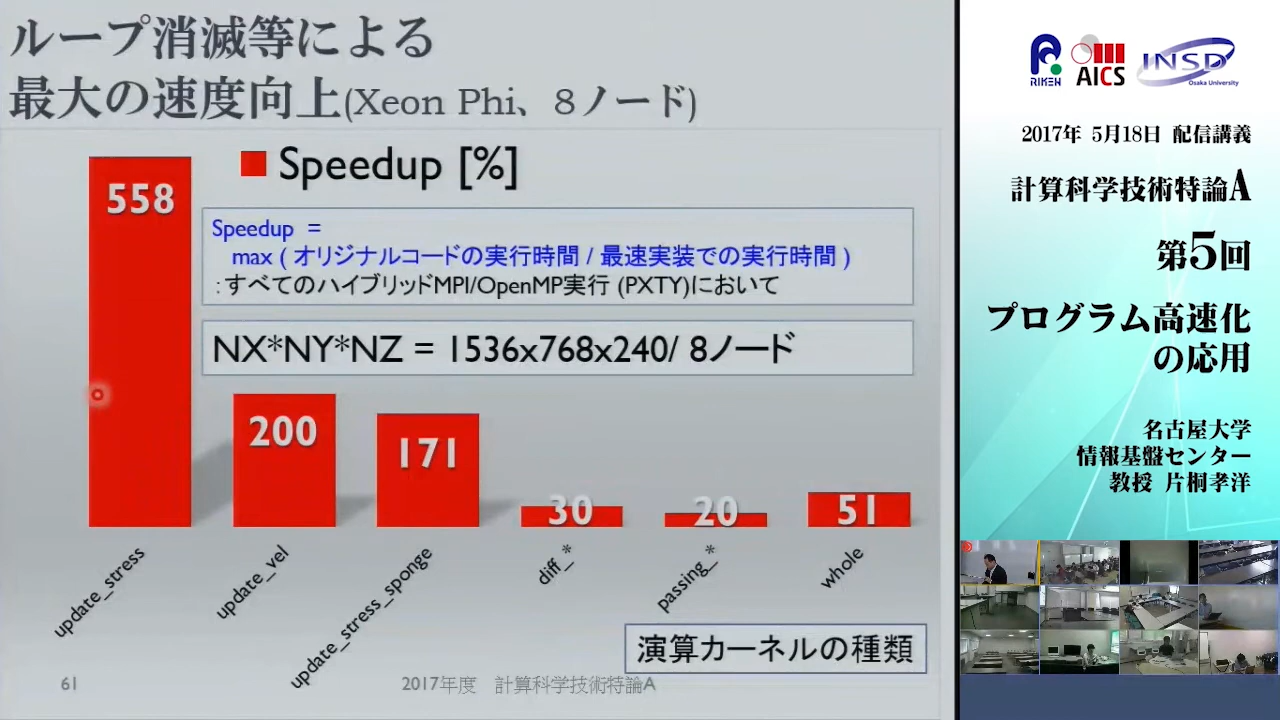 ループ消滅等による
最大の速度向上(Xeon Phi、8ノード)
Speedup [%]
Speedup =
max ( オリジナルコードの実行時間 / 最速実装での実行時間 )
:すべてのハイブリッドMPI/OpenMP実行 (PXTY)において
NX*NY*NZ = 1536x768x240/ 8ノード
558
200
171
30
20
51
update_stress
update_vel
update_stress_sponge
diff_*
passing_*
whole
演算カーネルの種類
61
2017年度 計算科学技術特論A
RIKEN
AICS
INSD
Osaka University
2017年 5月18日 配信講義
計算科学技術特論A
第5回
プログラム高速化
の応用
名古屋大学
情報基盤センター
教授 片桐孝洋